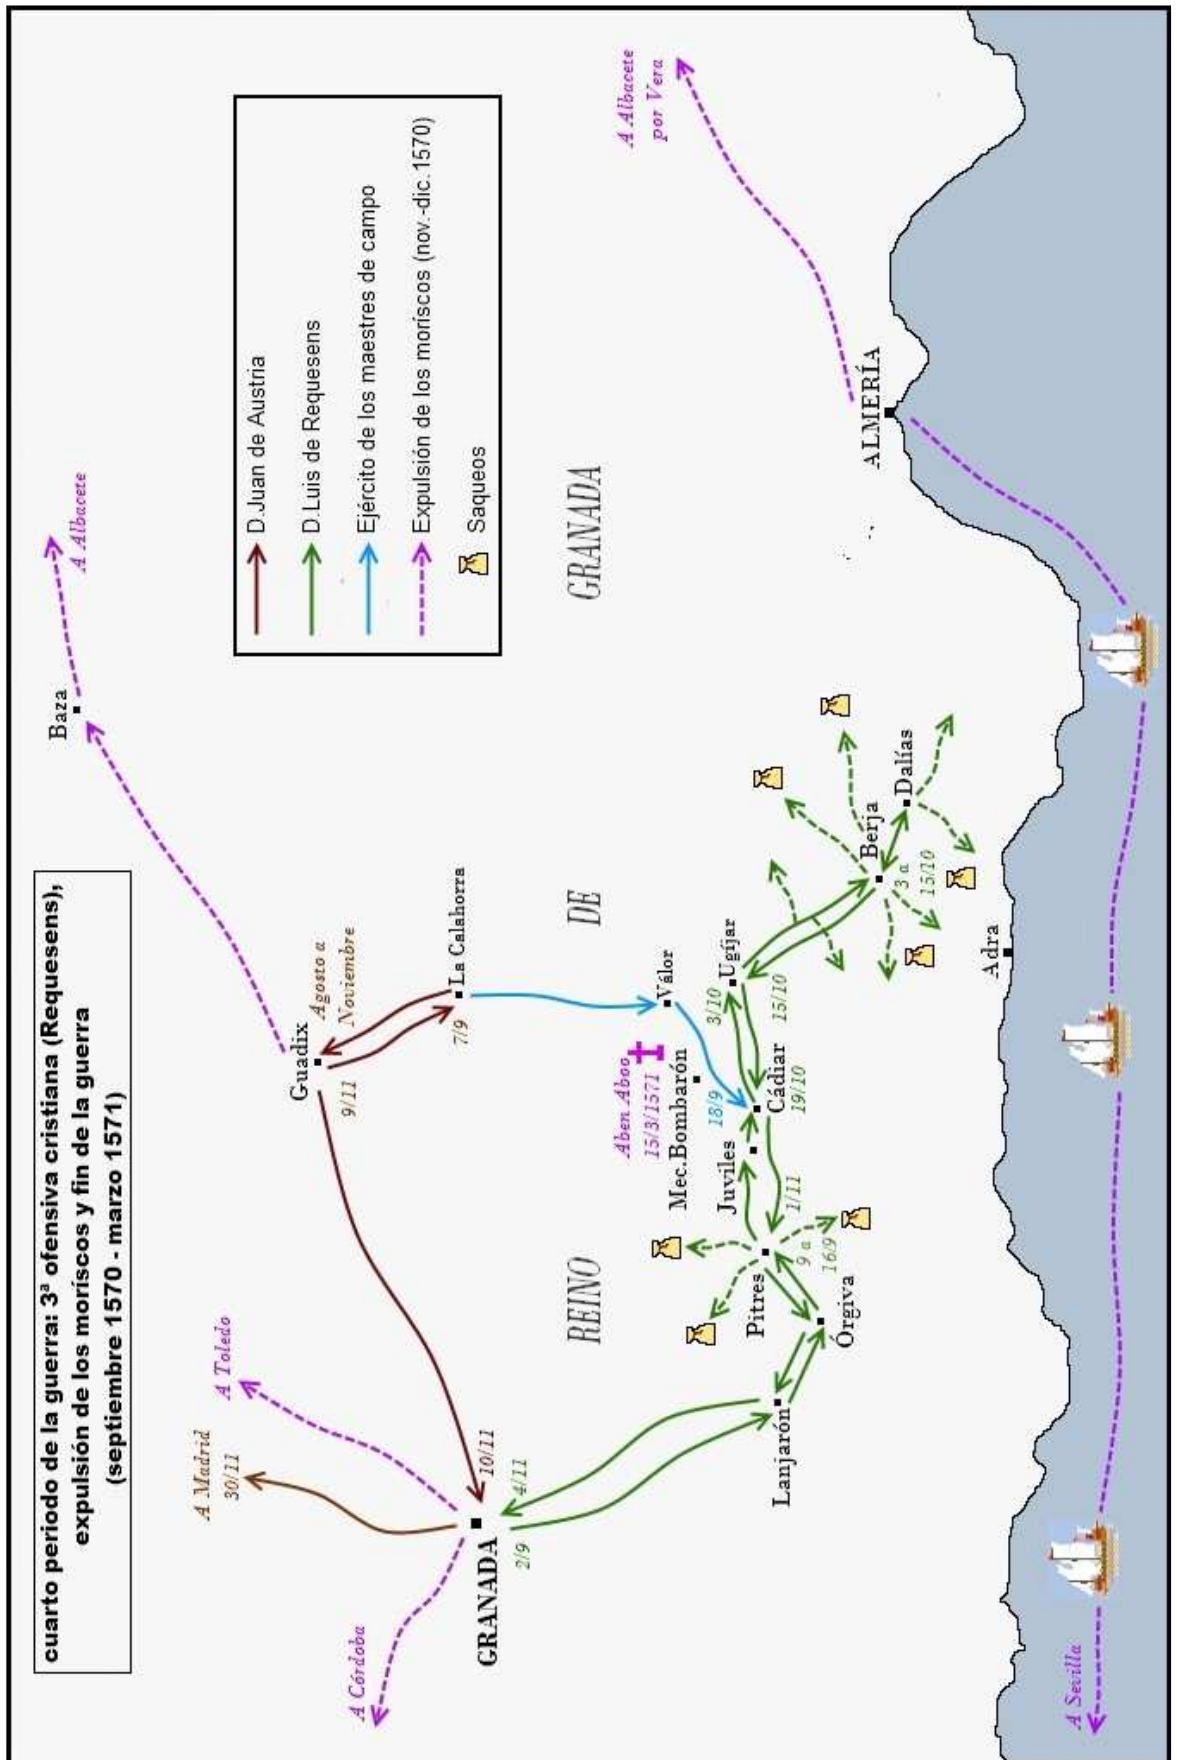 cuarto periodo de la guerra: 3ª ofensiva cristiana (Requesens),
expulsión de los moríscos y fin de la guerra
(septiembre 1570 - marzo 1571)
D.Juan de Austria
D.Luis de Requesens
Ejército de los maestres de campo
Expulsión de los moríscos (nov.-dic.1570)
Saqueos
A Albacete
por Vera
A Albacete
Baza
Guadix
Agosto a
Noviembre
9/11
La Calahorra
7/9
A Toledo
A Madrid
30/11
A Córdoba
GRANADA
10/11
4/11
2/9
REINO
DE
GRANADA
Aben Aboo
15/3/1571
Mec.Bombarón
Válor
18/9
3/10
Ugíjar
15/10
Juviles
Cádiar
19/10
1/11
Pitres
9 a
16/9
Lanjarón
Órgiva
Berja
3 a
15/10
Dalías
Adra
ALMERÍA
A Sevilla